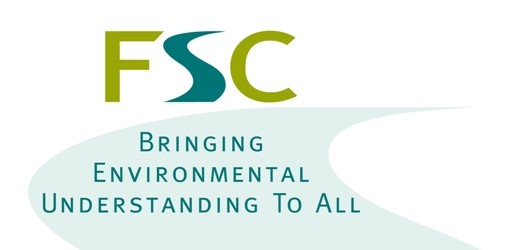 FSC
Bringing
Environmental
Understanding To All